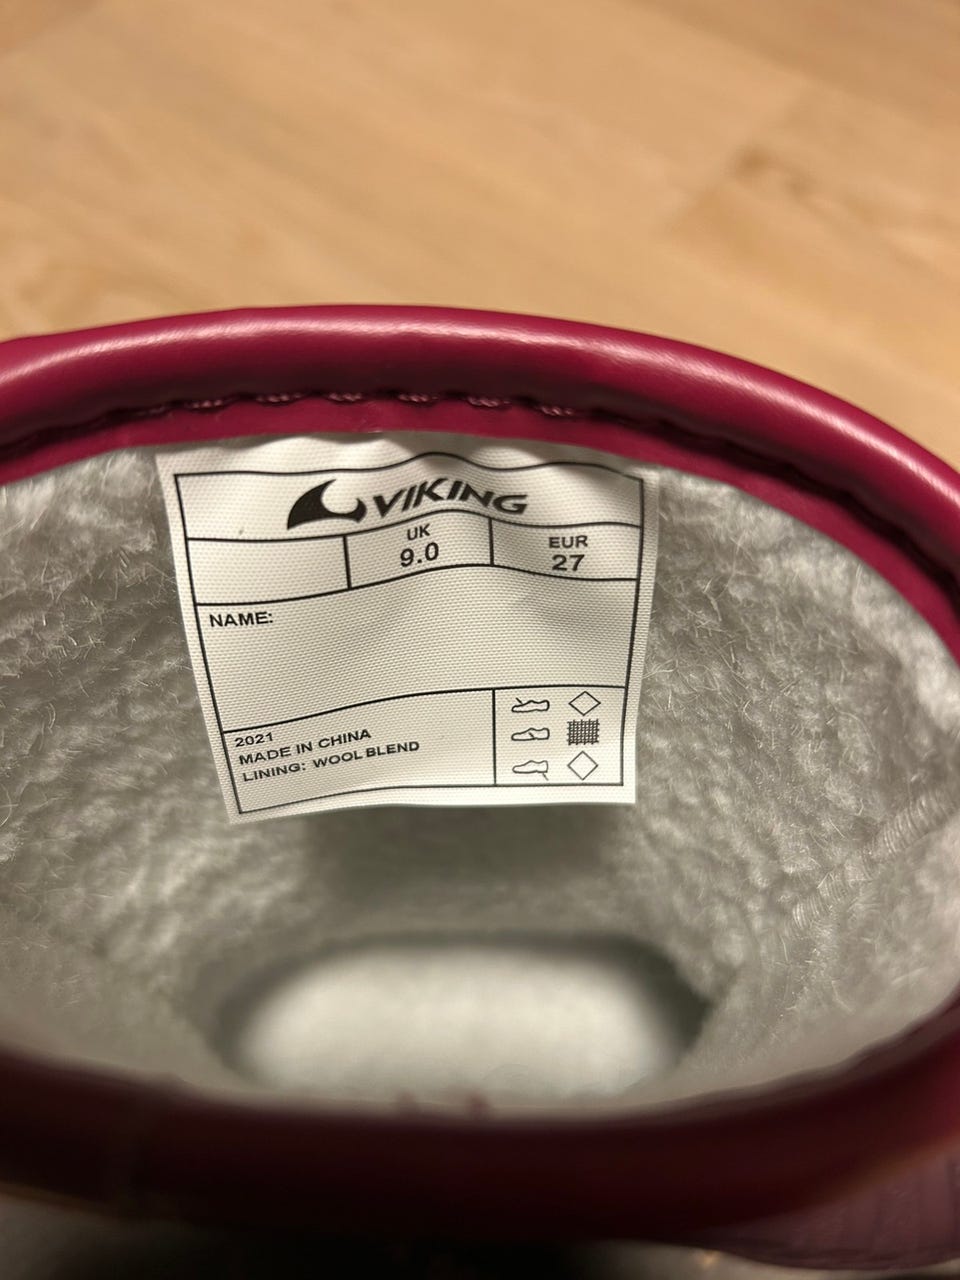 VIKING
UK
9.0
EUR
27
NAME:
2021
MADE IN CHINA
LINING: WOOL BLEND